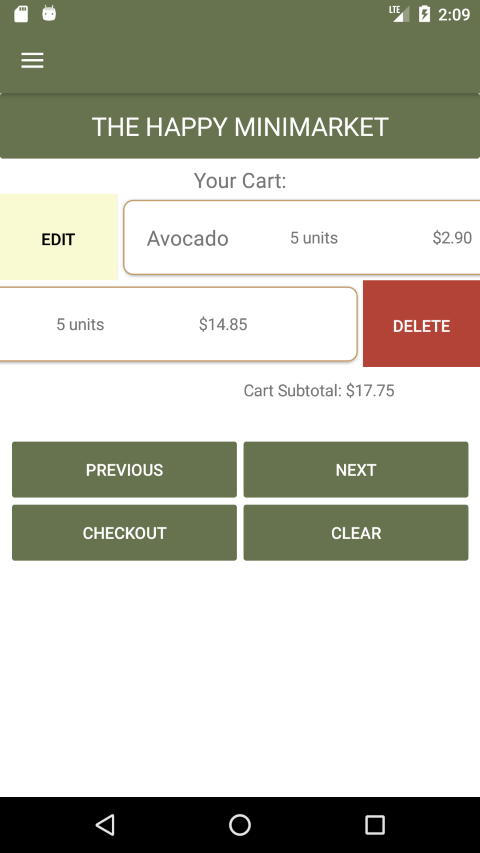 LTE 2:09
THE HAPPY MINIMARKET
Your Cart:
EDIT Avocado 5 units $2.90
5 units $14.85 DELETE
Cart Subtotal: $17.75
PREVIOUS NEXT
CHECKOUT CLEAR